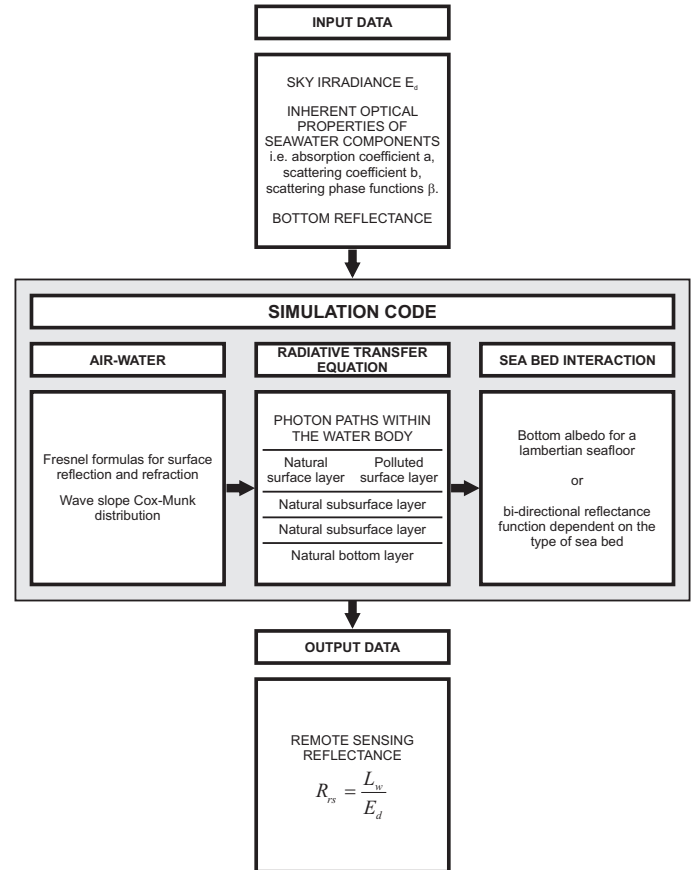 INPUT DATA
SKY IRRADIANCE E_d
INHERENT OPTICAL
PROPERTIES OF
SEAWATER COMPONENTS
i.e. absorption coefficient a,
scattering coefficient b,
scattering phase functions β.
BOTTOM REFLECTANCE
SIMULATION CODE
AIR-WATER
Fresnel formulas for surface
reflection and refraction
Wave slope Cox-Munk
distribution
RADIATIVE TRANSFER
EQUATION
PHOTON PATHS WITHIN
THE WATER BODY
Natural
surface layer
Polluted
surface layer
Natural subsurface layer
Natural subsurface layer
Natural bottom layer
SEA BED INTERACTION
Bottom albedo for a
lambertian seafloor
or
bi-directional reflectance
function dependent on the
type of sea bed
OUTPUT DATA
REMOTE SENSING
REFLECTANCE
R_rs = L_w / E_d